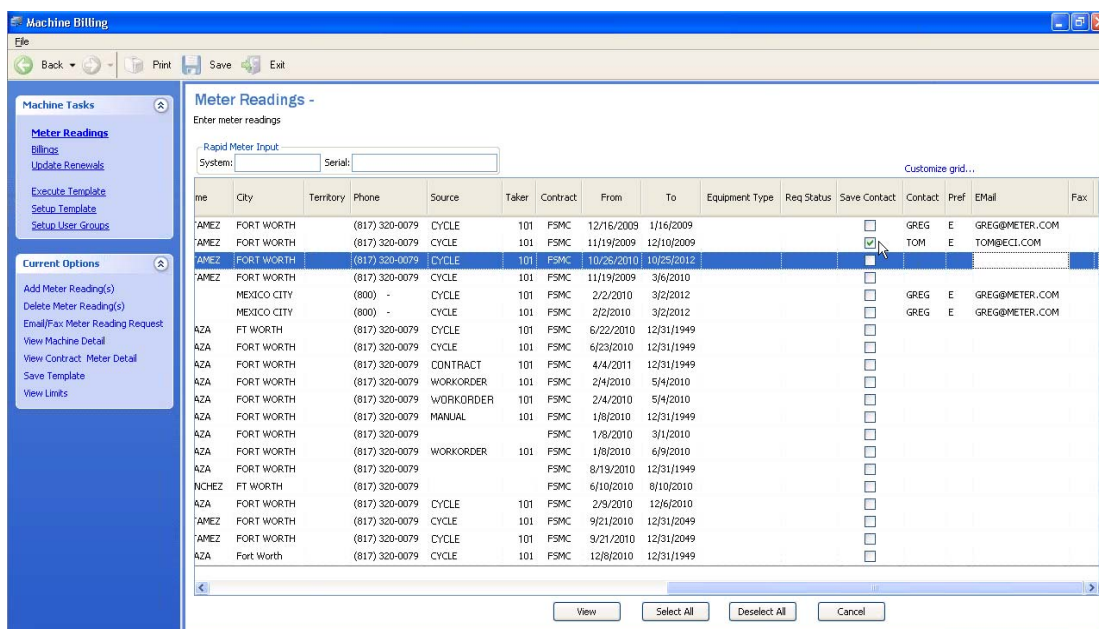 Machine Billing
File
Back Print Save Exit
Machine Tasks
Meter Readings
Billings
Update Renewals
Execute Template
Setup Template
Setup User Groups
Current Options
Add Meter Reading(s)
Delete Meter Reading(s)
Email/Fax Meter Reading Request
View Machine Detail
View Contract Meter Detail
Save Template
View Limits
Meter Readings -
Enter meter readings
Rapid Meter Input
System: Serial:
Customize grid...
me City Territory Phone Source Taker Contract From To Equipment Type Req Status Save Contact Contact Pref EMail Fax
TAMEZ FORT WORTH (817) 320-0079 CYCLE 101 FSMC 12/16/2009 1/16/2009 GREG E GREG@METER.COM
TAMEZ FORT WORTH (817) 320-0079 CYCLE 101 FSMC 11/19/2009 12/10/2009 TOM E TOM@ECI.COM
TAMEZ FORT WORTH (817) 320-0079 CYCLE 101 FSMC 10/26/2010 10/25/2012
TAMEZ FORT WORTH (817) 320-0079 CYCLE 101 FSMC 11/19/2009 3/6/2010
MEXICO CITY (800) - CYCLE 101 FSMC 2/2/2010 3/2/2012 GREG E GREG@METER.COM
MEXICO CITY (800) - CYCLE 101 FSMC 2/2/2010 3/2/2012 GREG E GREG@METER.COM
AZA FT WORTH (817) 320-0079 CYCLE 101 FSMC 6/22/2010 12/31/1949
AZA FORT WORTH (817) 320-0079 CYCLE 101 FSMC 6/23/2010 12/31/1949
AZA FORT WORTH (817) 320-0079 CONTRACT 101 FSMC 4/4/2011 12/31/1949
AZA FORT WORTH (817) 320-0079 WORKORDER 101 FSMC 2/4/2010 5/4/2010
AZA FORT WORTH (817) 320-0079 WORKORDER 101 FSMC 2/4/2010 5/4/2010
AZA FORT WORTH (817) 320-0079 MANUAL 101 FSMC 1/8/2010 12/31/1949
AZA FORT WORTH (817) 320-0079 FSMC 1/8/2010 3/1/2010
AZA FORT WORTH (817) 320-0079 WORKORDER 101 FSMC 1/8/2010 6/9/2010
AZA FORT WORTH (817) 320-0079 FSMC 8/19/2010 12/31/1949
NCHEZ FT WORTH (817) 320-0079 FSMC 6/10/2010 8/10/2010
AZA FORT WORTH (817) 320-0079 CYCLE 101 FSMC 2/9/2010 12/6/2010
TAMEZ FORT WORTH (817) 320-0079 CYCLE 101 FSMC 9/21/2010 12/31/2049
TAMEZ FORT WORTH (817) 320-0079 CYCLE 101 FSMC 9/21/2010 12/31/2049
AZA Fort Worth (817) 320-0079 CYCLE 101 FSMC 12/8/2010 12/31/1949
View Select All Deselect All Cancel